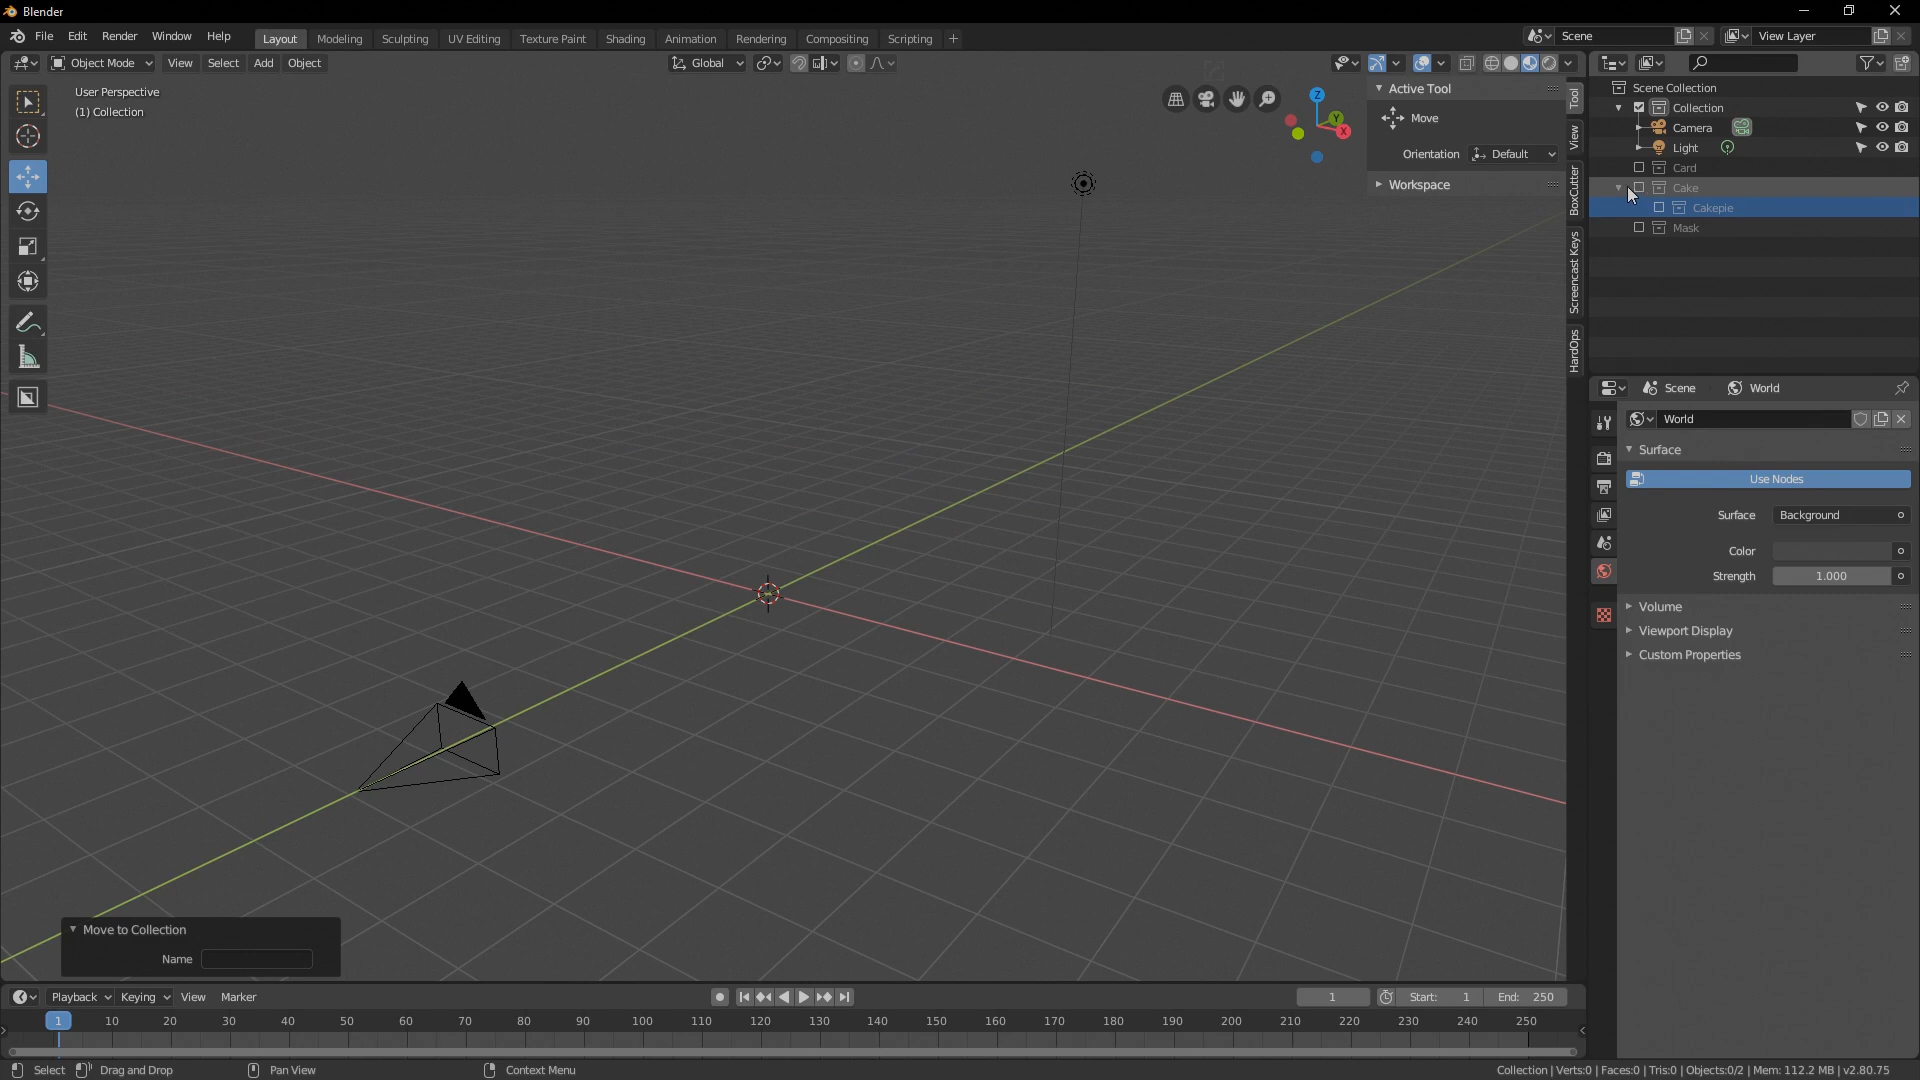 Blender
File Edit Render Window Help
Layout Modeling Sculpting UV Editing Texture Paint Shading Animation Rendering Compositing Scripting +
Scene
View Layer
Object Mode View Select Add Object
Global
User Perspective
(1) Collection
Z
Y
X
Active Tool
Move
Orientation Default
Workspace
Tool
View
BoxCutter
Screencast Keys
HardOps
Scene Collection
Collection
Camera
Light
Card
Cake
Cakepie
Mask
Scene World
World
Surface
Use Nodes
Surface Background
Color
Strength 1.000
Volume
Viewport Display
Custom Properties
Move to Collection
Name
Playback Keying View Marker
1 Start: 1 End: 250
1 10 20 30 40 50 60 70 80 90 100 110 120 130 140 150 160 170 180 190 200 210 220 230 240 250
Select Drag and Drop Pan View Context Menu
Collection | Verts:0 | Faces:0 | Tris:0 | Objects:0/2 | Mem: 112.2 MB | v2.80.75